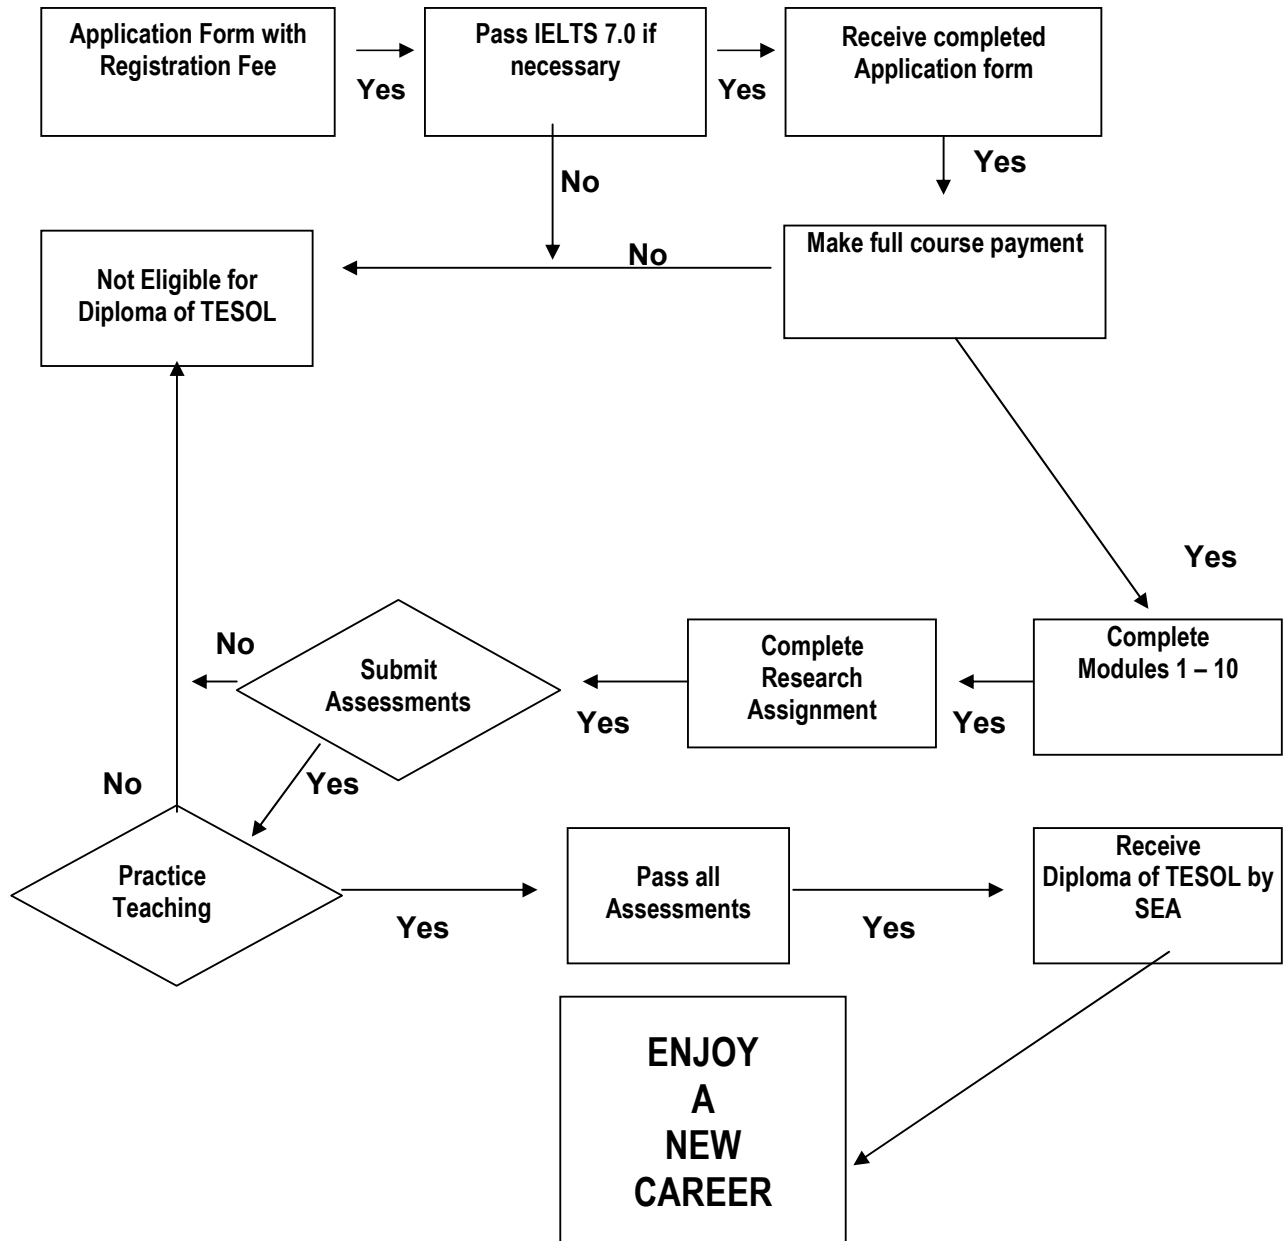 Application Form with
Registration Fee
Yes
Pass IELTS 7.0 if
necessary
Yes
Receive completed
Application form
Yes
No
Make full course payment
No
Not Eligible for
Diploma of TESOL
Yes
Complete
Modules 1 – 10
Yes
Complete
Research
Assignment
Yes
Submit
Assessments
No
Yes
No
Practice
Teaching
Yes
Pass all
Assessments
Yes
Receive
Diploma of TESOL by
SEA
ENJOY
A
NEW
CAREER